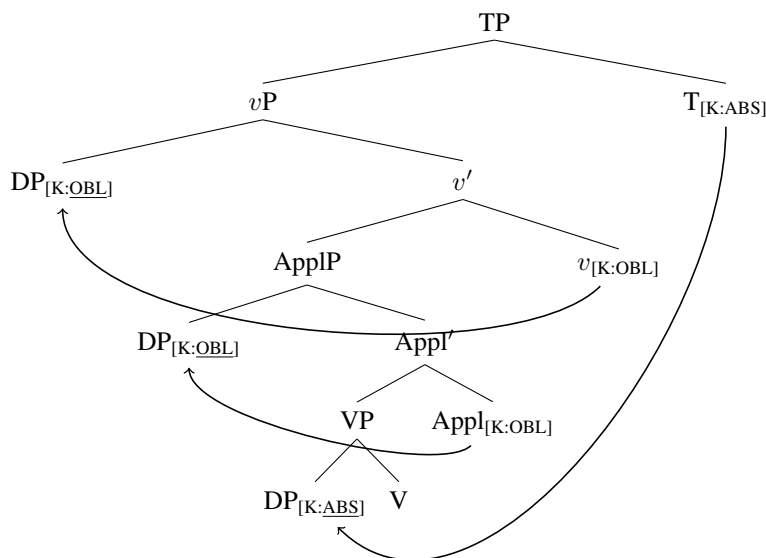 TP
vP T[K:ABS]
DP[K:OBL] v′
ApplP v[K:OBL]
DP[K:OBL] Appl′
VP Appl[K:OBL]
DP[K:ABS] V